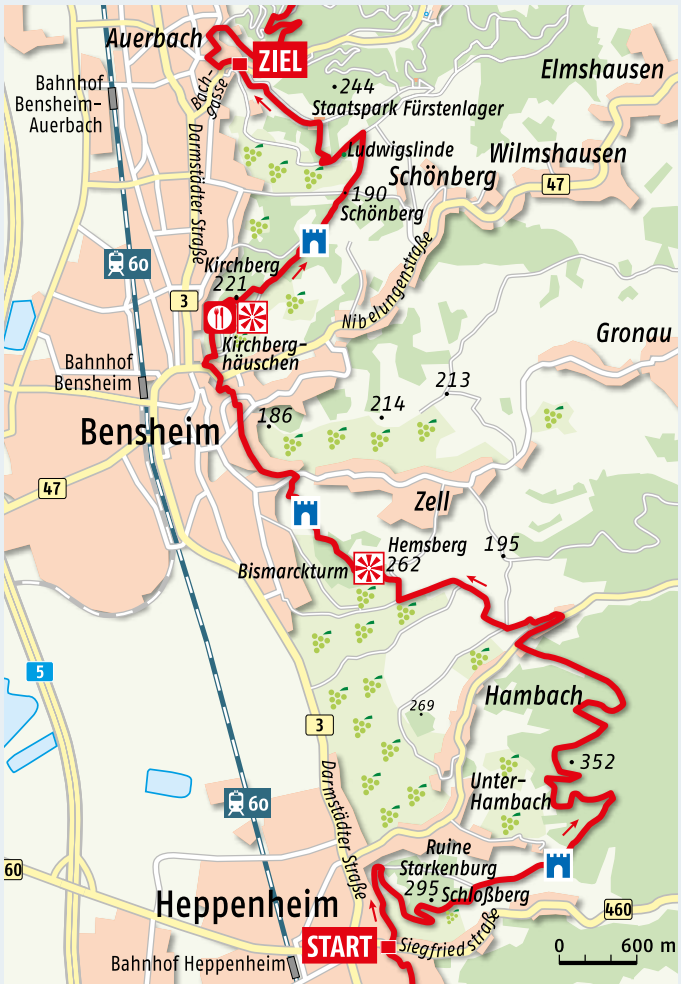 Auerbach
ZIEL
Bahnhof
Bensheim-
Auerbach
Bach-
gasse
244
Staatspark Fürstenlager
Elmshausen
Ludwigslinde
Wilmshausen
Schönberg
47
190
Schönberg
Darmstädter Straße
60
Kirchberg
221
3
Nibelungenstraße
Kirchberg-
häuschen
Gronau
Bahnhof
Bensheim
213
214
186
Bensheim
47
Zell
Hemsberg
195
Bismarckturm
262
5
Hambach
269
3
352
Unter-
Hambach
60
Darmstädter Straße
Ruine
Starkenburg
295
Schloßberg
60
Heppenheim
460
START
Siegfriedstraße
Bahnhof Heppenheim
0
600 m